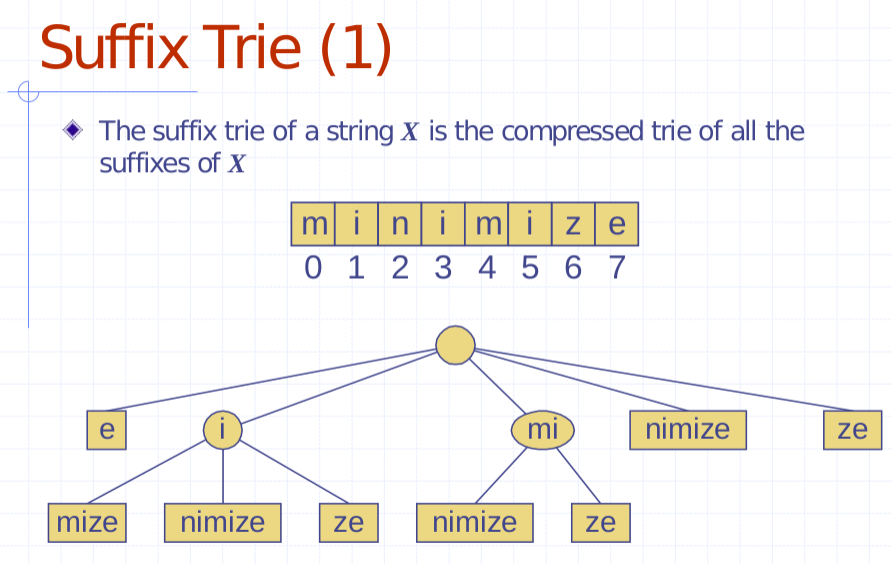 Suffix Trie (1)
The suffix trie of a string X is the compressed trie of all the
suffixes of X
m i n i m i z e
0 1 2 3 4 5 6 7
e i mi nimize ze
mize nimize ze nimize ze